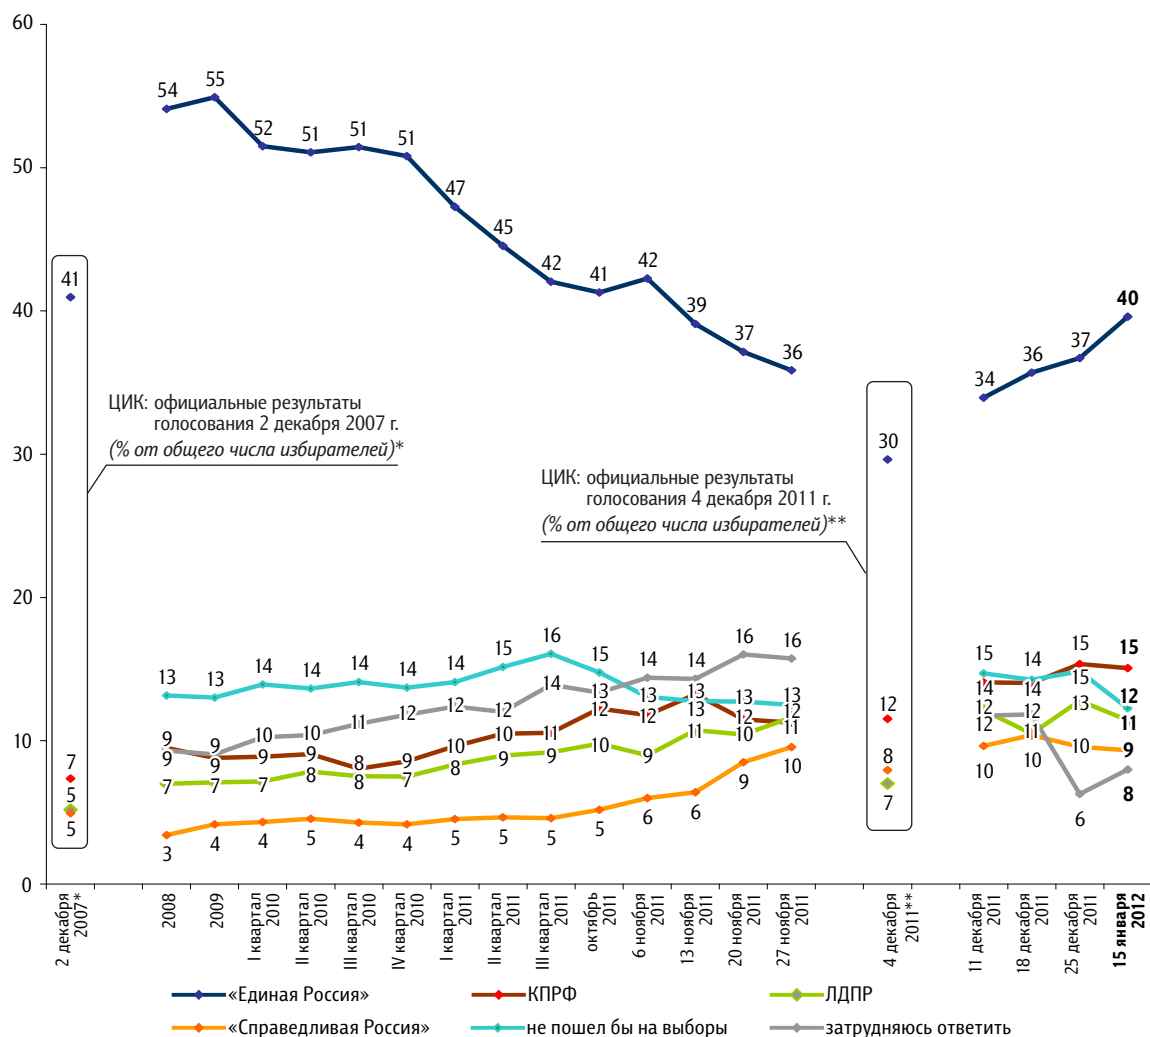 60
50
40
30
20
10
0
54 55 52 51 51 51 47 45 42 41 42 39 37 36
41
30
34 36 37 40
ЦИК: официальные результаты
голосования 2 декабря 2007 г.
(% от общего числа избирателей)*
ЦИК: официальные результаты
голосования 4 декабря 2011 г.
(% от общего числа избирателей)**
13 13 14 14 14 14 14 15 16 15 13 13 13 13
9 9 10 10 11 12 12 12 14 13 14 14 16 16
9 9 9 9 8 9 10 10 11 12 12 13 12 12
7 7 7 8 8 7 8 9 9 10 9 11 10 12
3 4 4 5 4 4 5 5 5 5 6 6 9 10
7
5
5
12
8
7
15 14 15 12
14 14 15 15
12 11 13 11
12 12 6 8
10 10 10 9
2 декабря 2007*
2008
2009
I квартал 2010
II квартал 2010
III квартал 2010
IV квартал 2010
I квартал 2011
II квартал 2011
III квартал 2011
октябрь 2011
6 ноября 2011
13 ноября 2011
20 ноября 2011
27 ноября 2011
4 декабря 2011**
11 декабря 2011
18 декабря 2011
25 декабря 2011
15 января 2012
«Единая Россия» КПРФ ЛДПР
«Справедливая Россия» не пошел бы на выборы затрудняюсь ответить